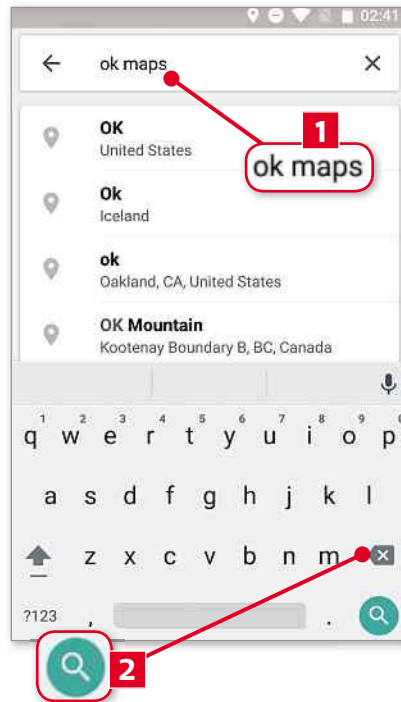 02:41
ok maps
OK
United States
1
ok maps
Ok
Iceland
ok
Oakland, CA, United States
OK Mountain
Kootenay Boundary B, BC, Canada
1 2 3 4 5 6 7 8 9 0
q w e r t y u i o p
a s d f g h j k l
z x c v b n m
?123 , .
2